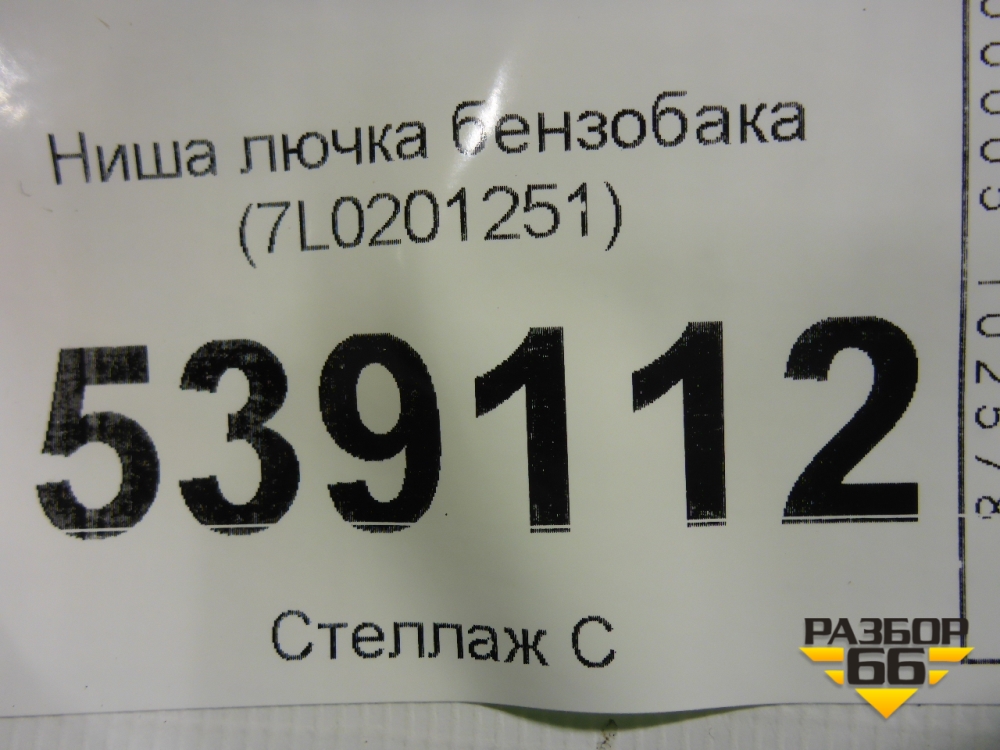 Ниша лючка бензобака
(7L0201251)
539112
Стеллаж С
РАЗБОР
66